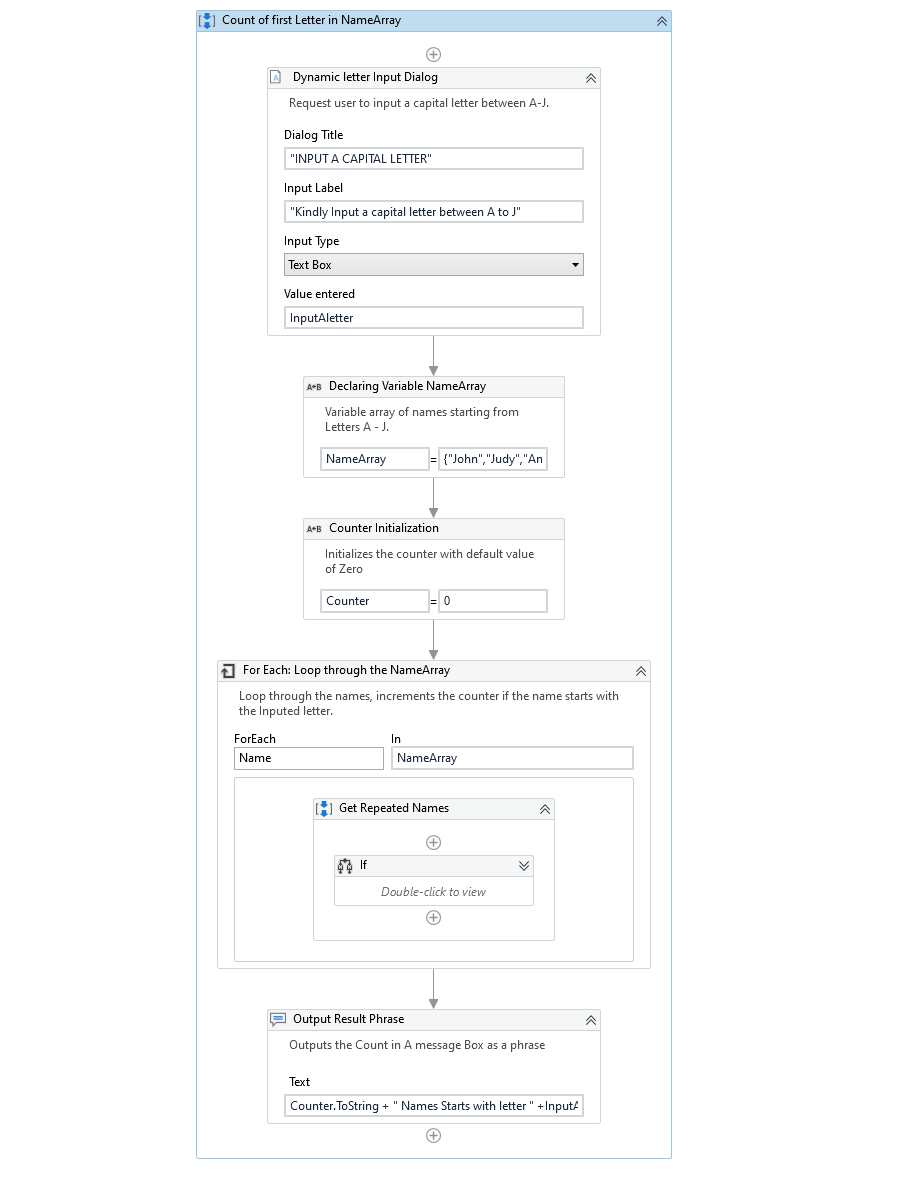 Count of first Letter in NameArray
Dynamic letter Input Dialog
Request user to input a capital letter between A-J.
Dialog Title
"INPUT A CAPITAL LETTER"
Input Label
"Kindly Input a capital letter between A to J"
Input Type
Text Box
Value entered
InputAletter
A+B Declaring Variable NameArray
Variable array of names starting from
Letters A - J.
NameArray = {"John","Judy","An
A+B Counter Initialization
Initializes the counter with default value
of Zero
Counter = 0
For Each: Loop through the NameArray
Loop through the names, increments the counter if the name starts with
the Inputed letter.
ForEach In
Name NameArray
Get Repeated Names
If
Double-click to view
Output Result Phrase
Outputs the Count in A message Box as a phrase
Text
Counter.ToString + " Names Starts with letter " +InputA